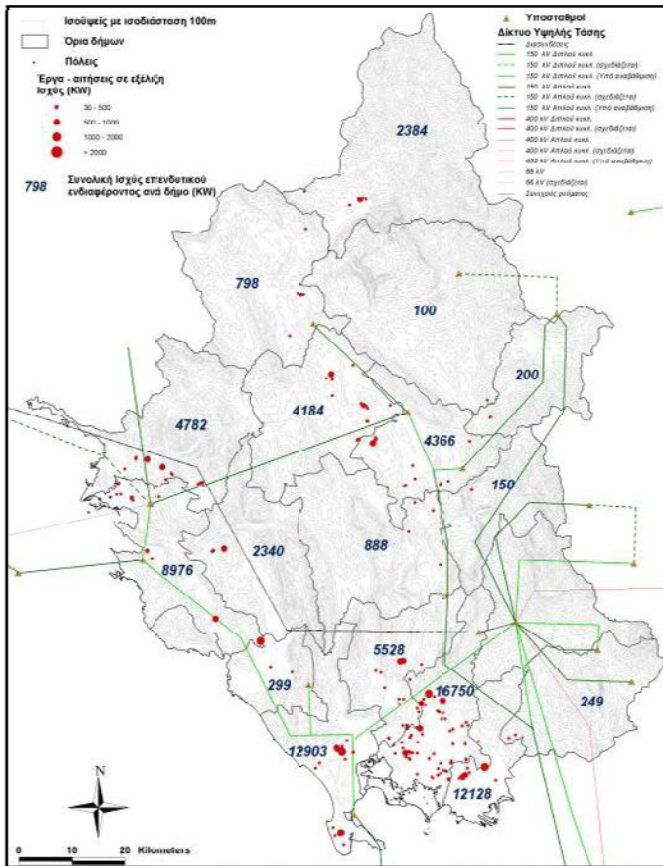 Ισοϋψείς με ισοδιάσταση 100m
Όρια δήμων
Πόλεις
Έργα - αιτήσεις σε εξέλιξη
Ισχύς (KW)
30 - 500
500 - 1000
1000 - 2000
> 2000
798 Συνολική Ισχύς επενδυτικού
ενδιαφέροντος ανά δήμο (KW)
Υποσταθμοί
Δίκτυο Υψηλής Τάσης
Διασυνδέσεις
150 kV Διπλού κυκλ.
150 kV Διπλού κυκλ. (σχεδιάζεται)
150 kV Διπλού κυκλ. (Υπό αναβάθμιση)
150 kV Απλού κυκλ.
150 kV Απλού κυκλ. (σχεδιάζεται)
150 kV Απλού κυκλ. (Υπό αναβάθμιση)
400 kV Διπλού κυκλ.
400 kV Διπλού κυκλ. (σχεδιάζεται)
400 kV Απλού κυκλ.
400 kV Απλού κυκλ. (σχεδιάζεται)
66 kV
66 kV (σχεδιάζεται)
Συνεχούς ρεύματος
2384
798
100
200
4184
4782
4366
150
2340
888
8976
5528
299
16750
249
12903
12128
N
0 10 20 Kilometers